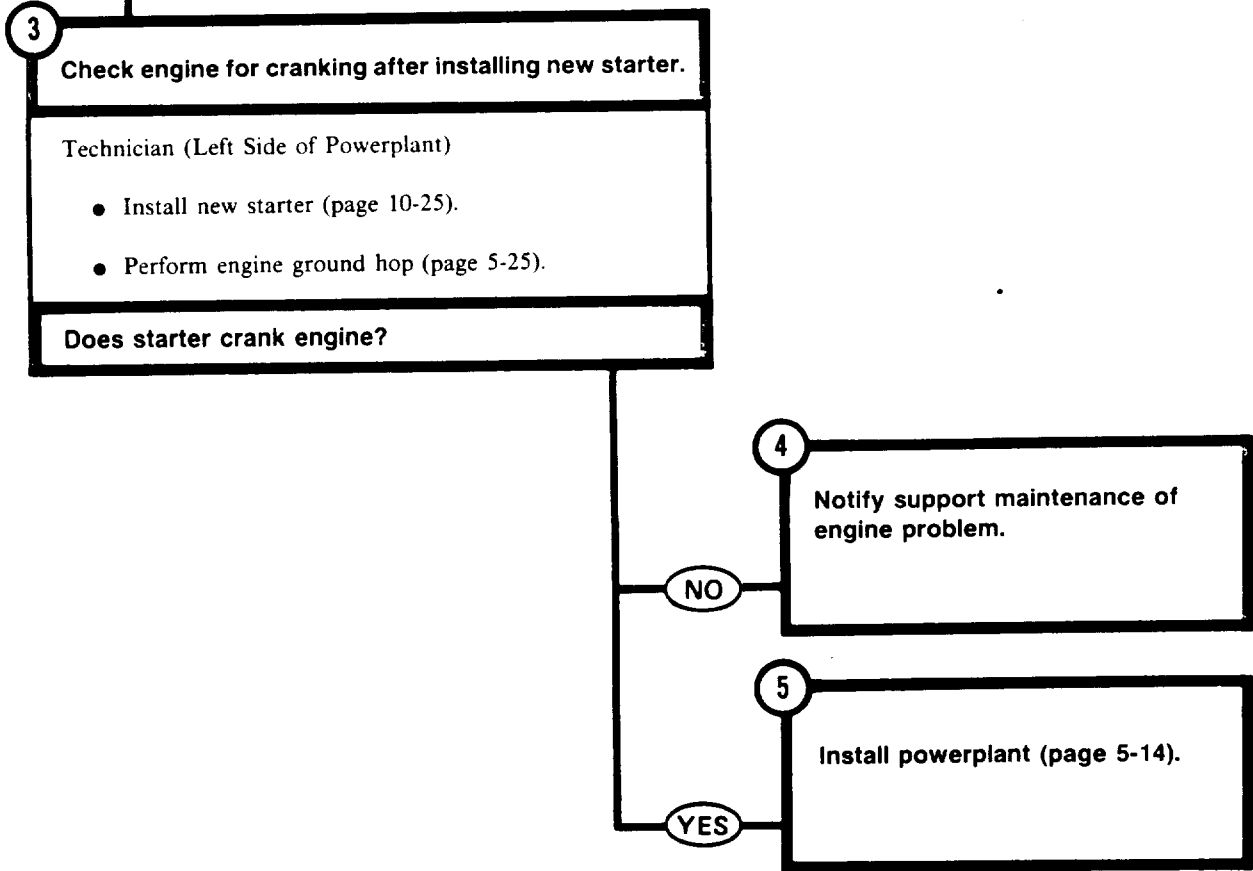 3
Check engine for cranking after installing new starter.
Technician (Left Side of Powerplant)
● Install new starter (page 10-25).
● Perform engine ground hop (page 5-25).
Does starter crank engine?
4
Notify support maintenance of
engine problem.
NO
5
Install powerplant (page 5-14).
YES